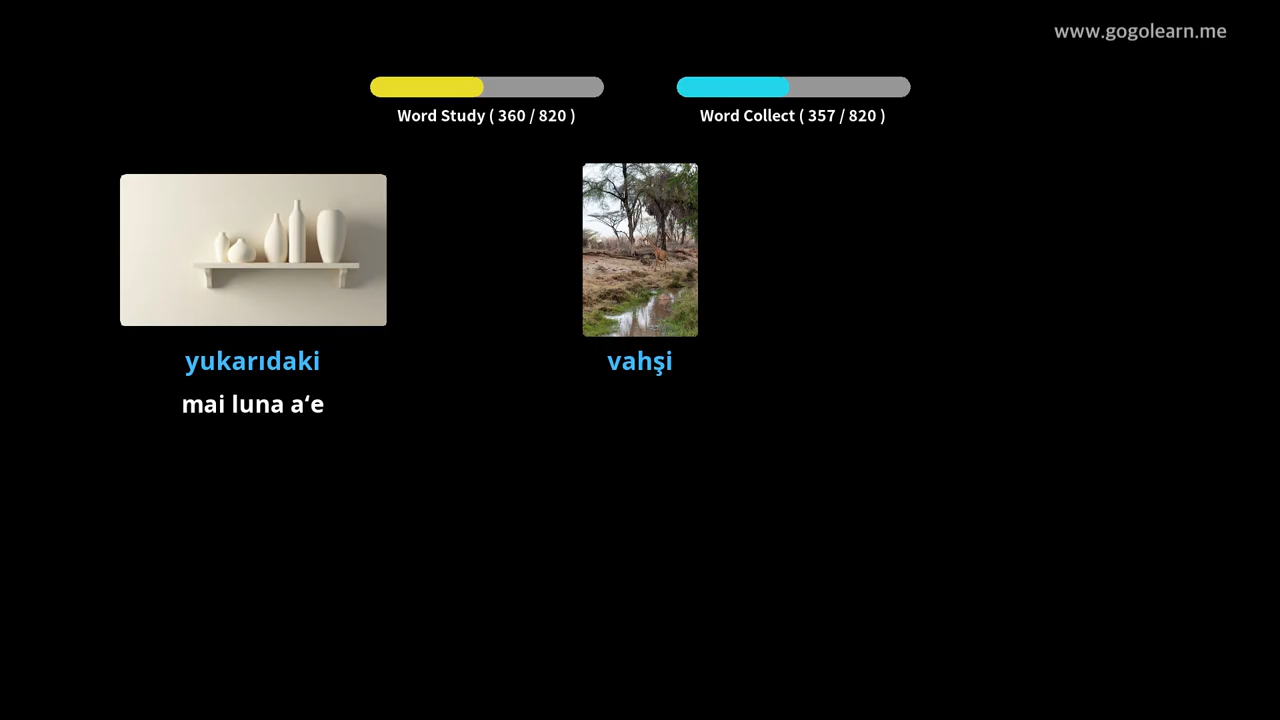 www.gogolearn.me
Word Study ( 360 / 820 )
Word Collect ( 357 / 820 )
yukarıdaki
vahşi
mai luna aʻe